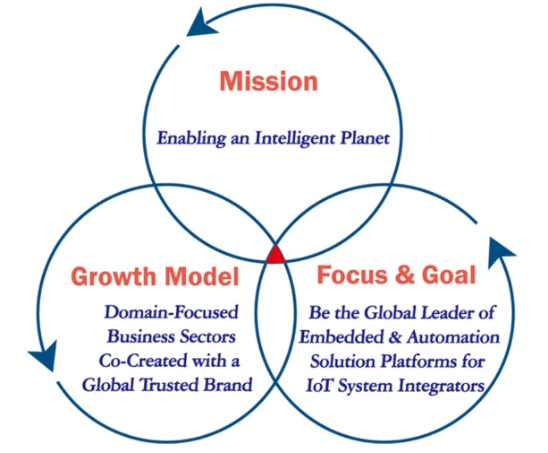 Mission
Enabling an Intelligent Planet
Growth Model
Domain-Focused
Business Sectors
Co-Created with a
Global Trusted Brand
Focus & Goal
Be the Global Leader of
Embedded & Automation
Solution Platforms for
IoT System Integrators